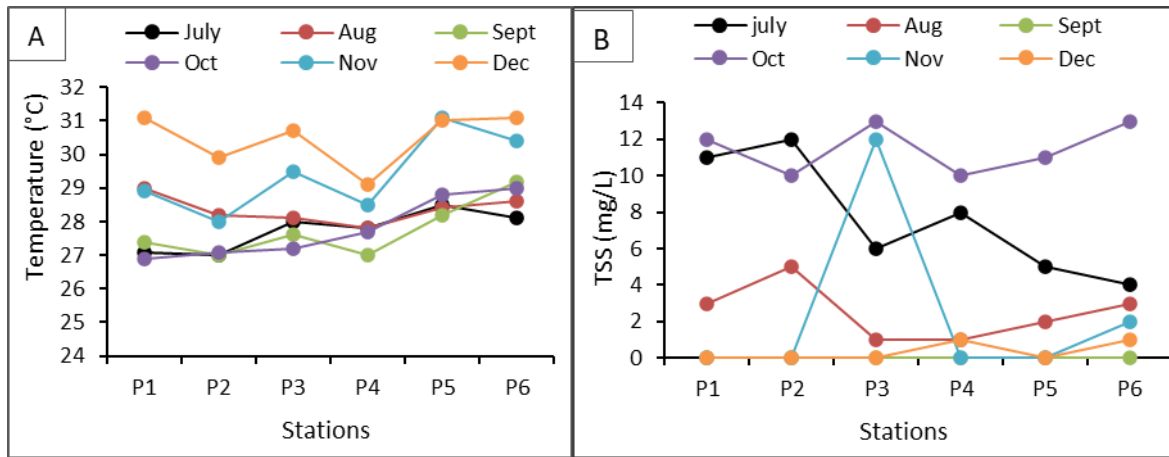 A
July Aug Sept
Oct Nov Dec
Temperature (°C)
32
31
30
29
28
27
26
25
24
P1 P2 P3 P4 P5 P6
Stations
B
july Aug Sept
Oct Nov Dec
TSS (mg/L)
14
12
10
8
6
4
2
0
P1 P2 P3 P4 P5 P6
Stations